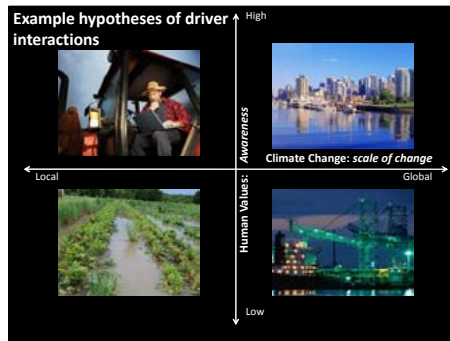 Example hypotheses of driver
interactions
High
Awareness
Climate Change: scale of change
Local
Global
Human Values:
Low